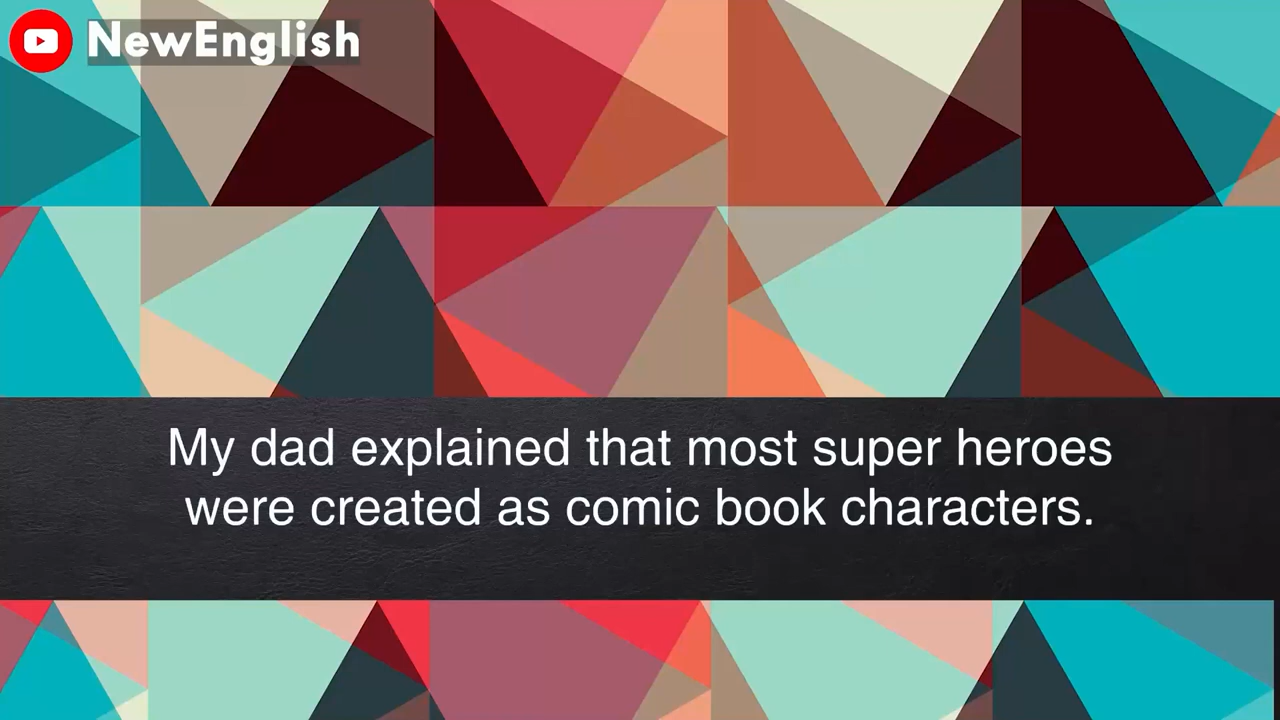 NewEnglish
My dad explained that most super heroes
were created as comic book characters.